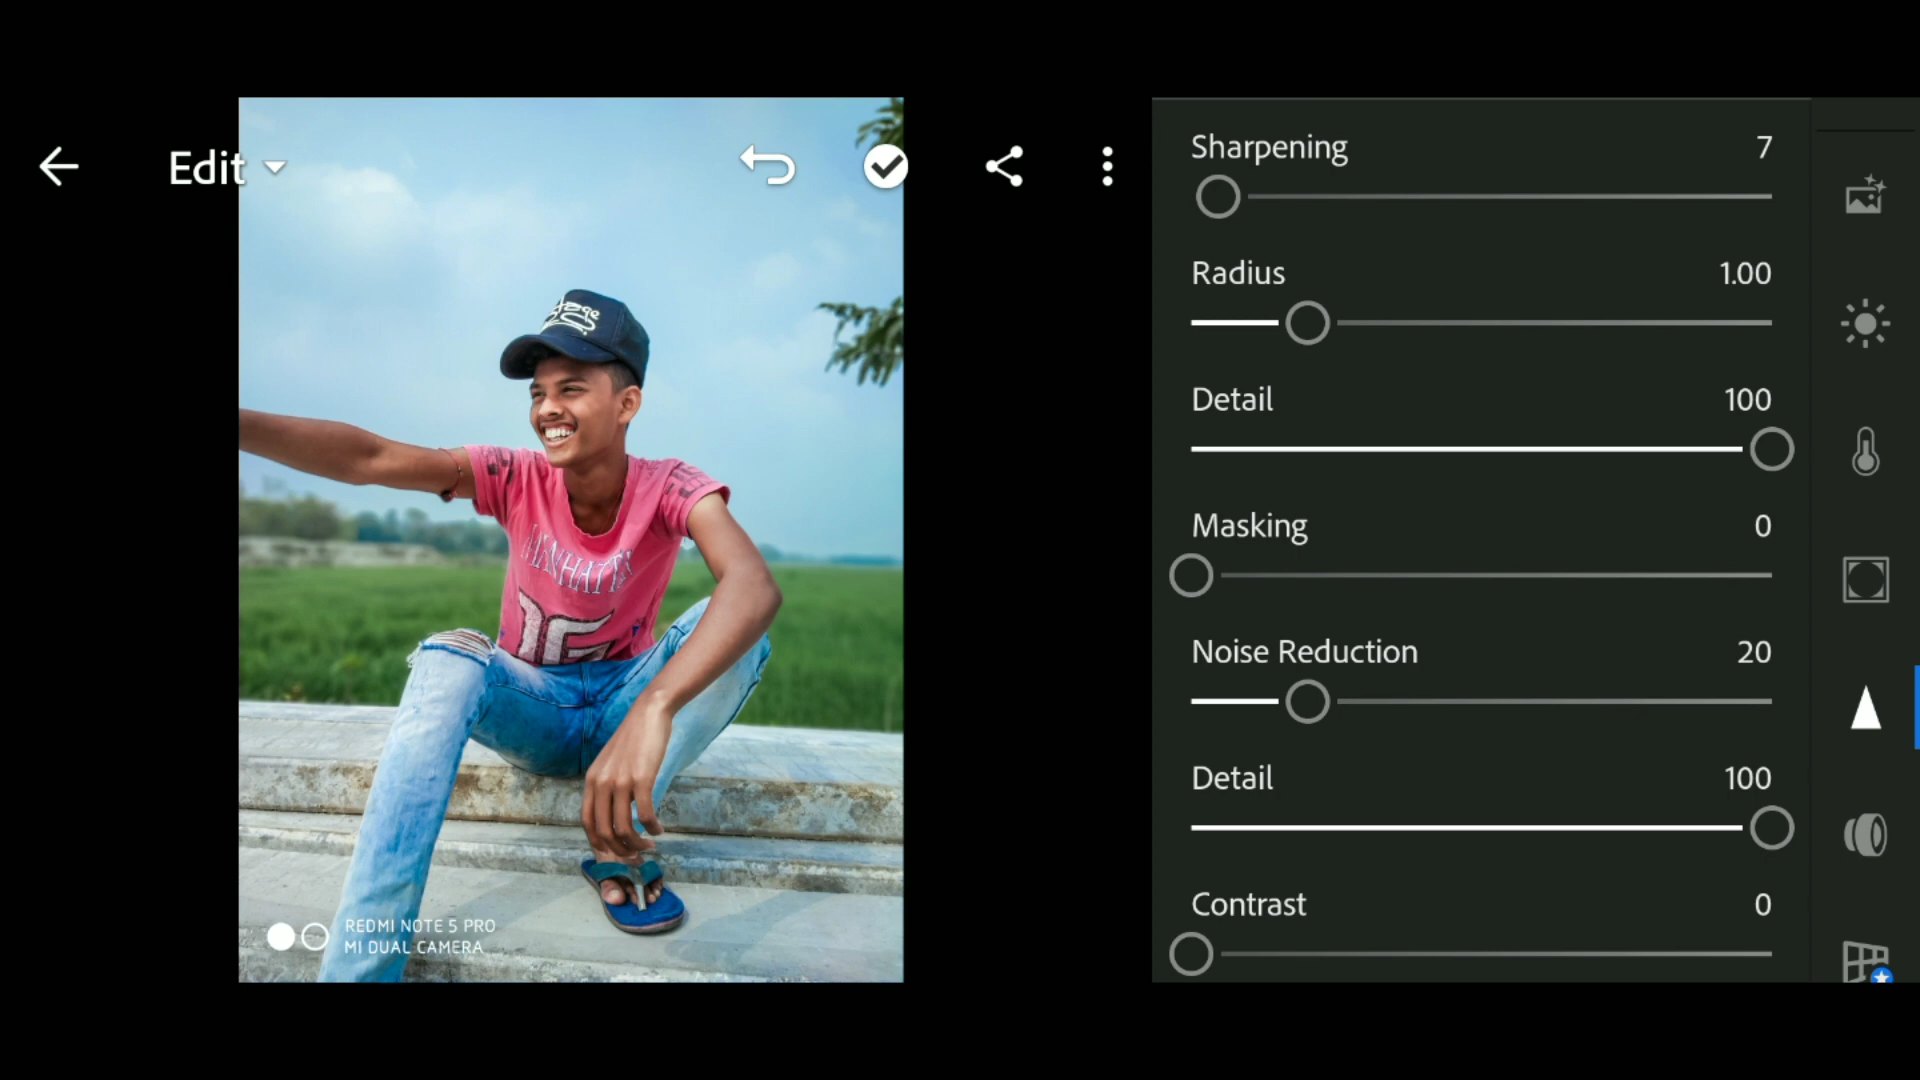 Edit
Sharpening 7
Radius 1.00
Detail 100
Masking 0
Noise Reduction 20
Detail 100
Contrast 0
MANHATTN
REDMI NOTE 5 PRO
MI DUAL CAMERA